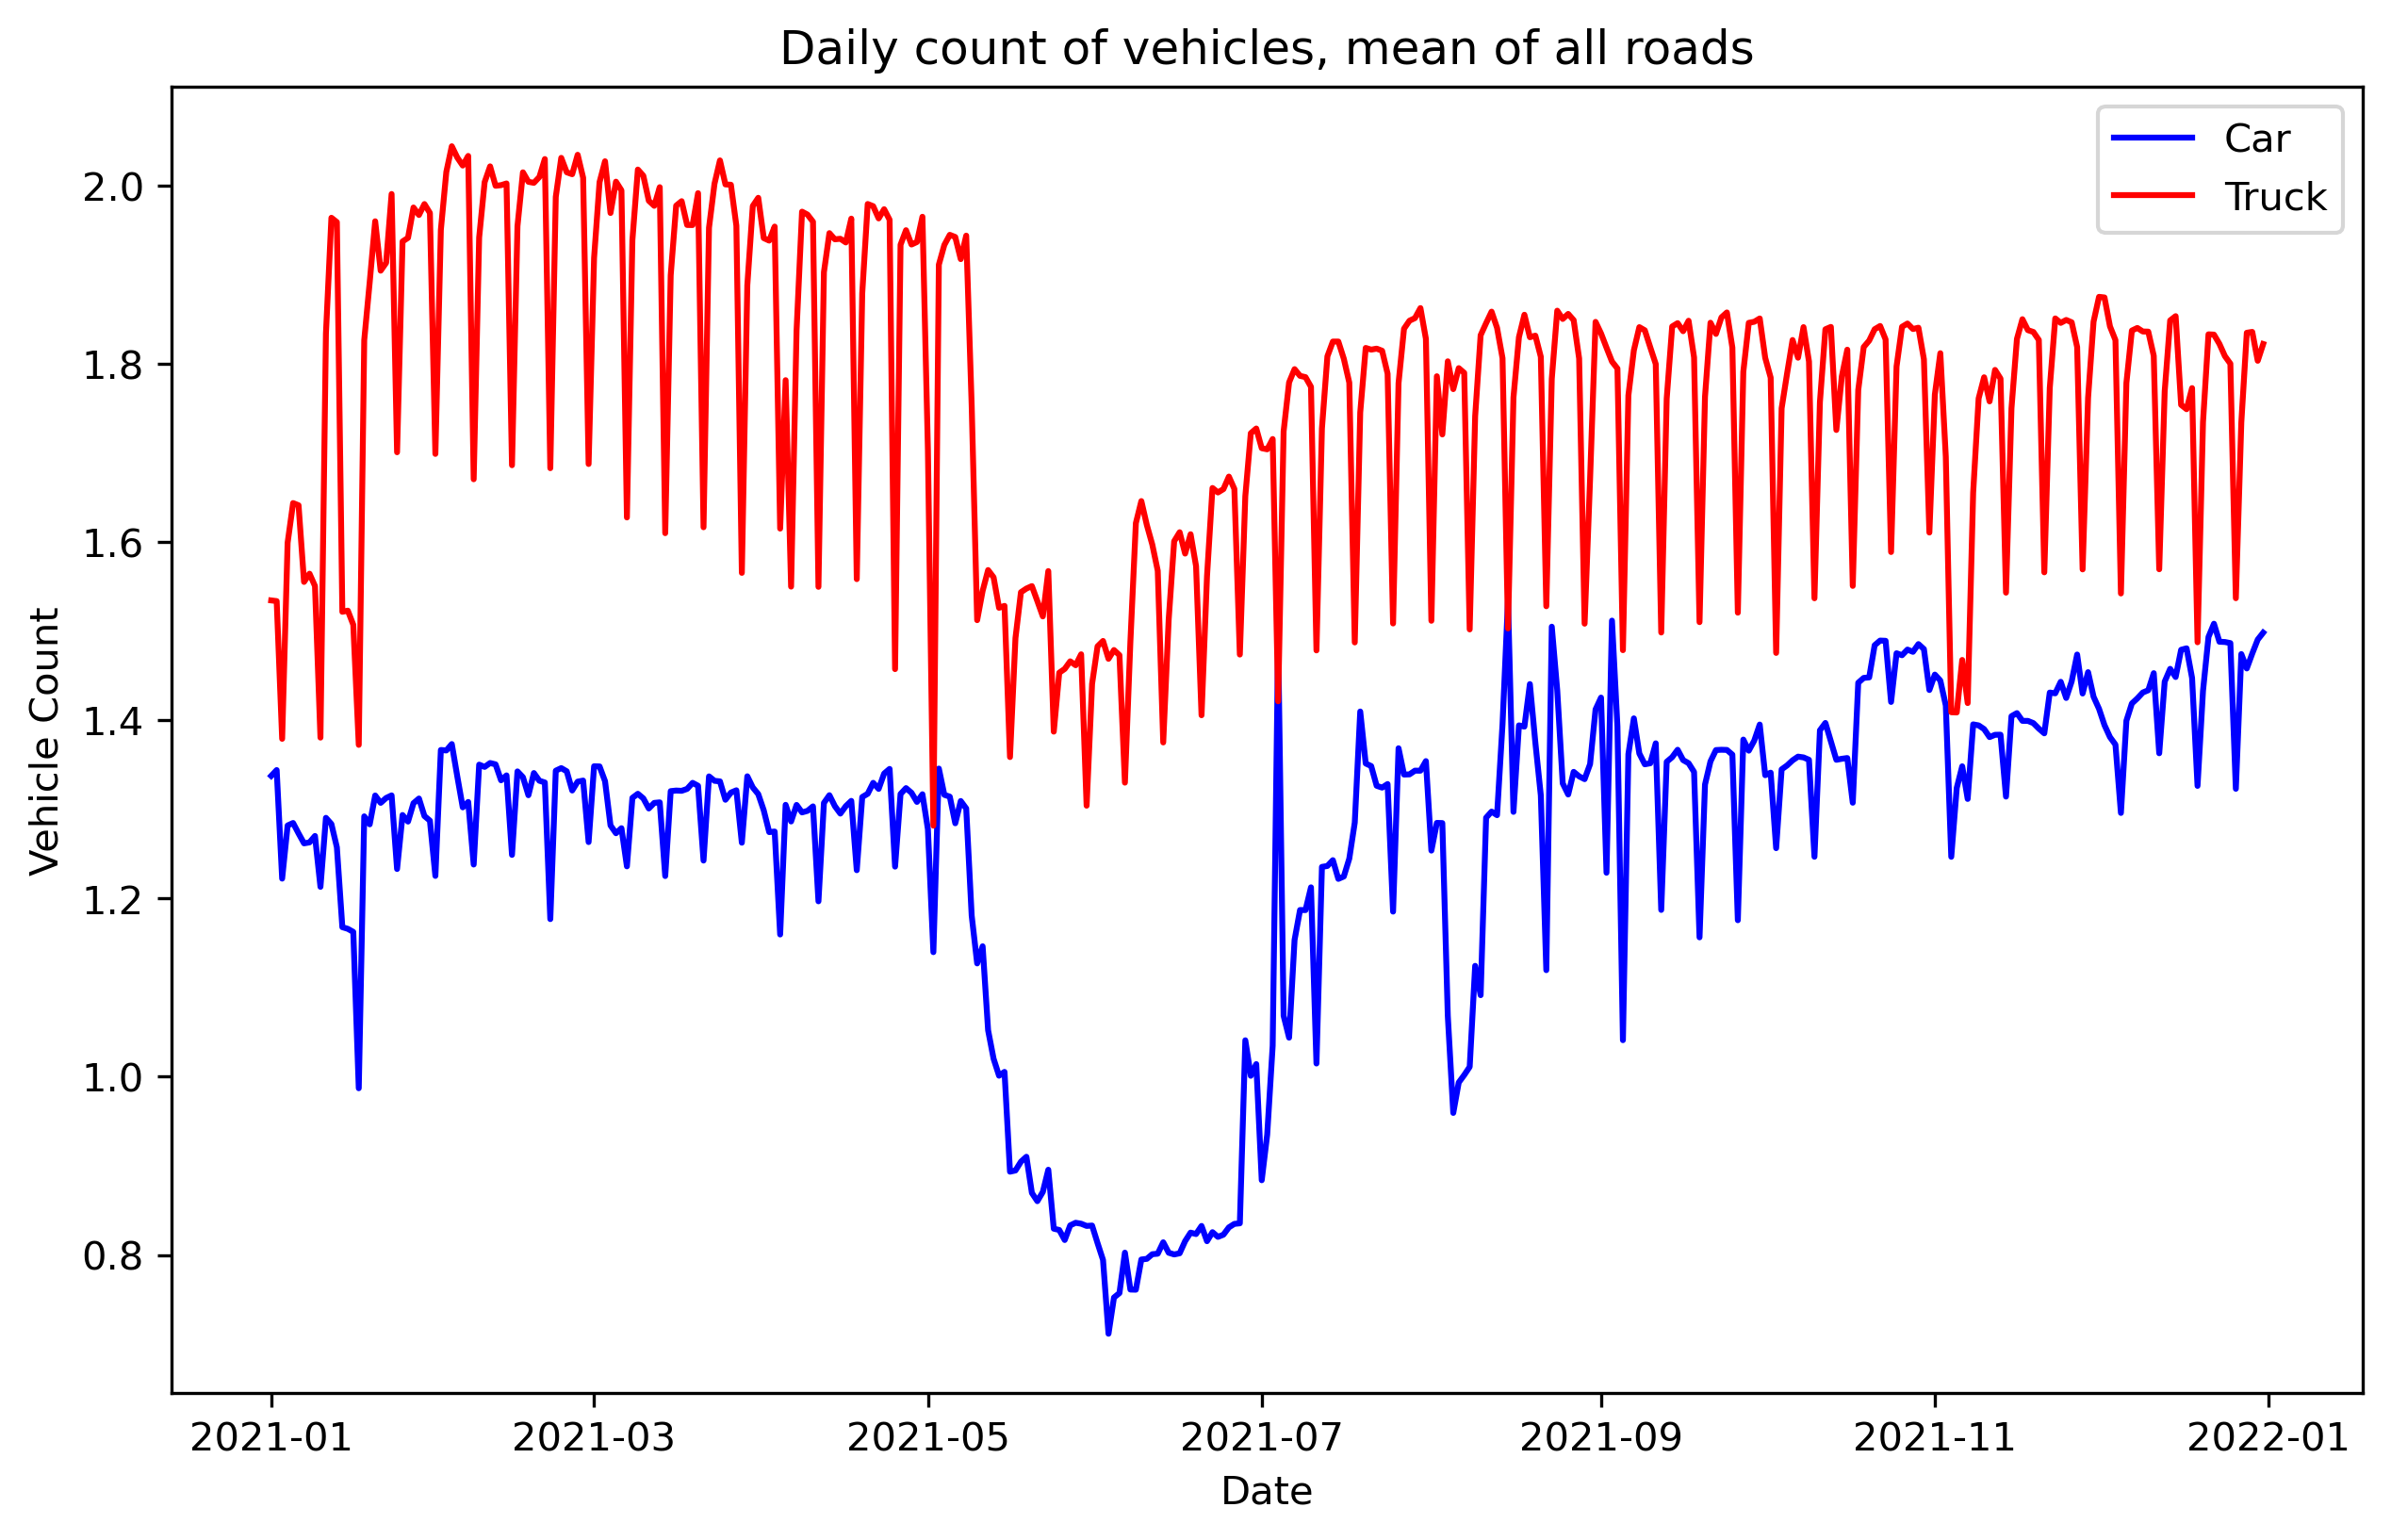 Daily count of vehicles, mean of all roads
Car
Truck
Vehicle Count
2.0
1.8
1.6
1.4
1.2
1.0
0.8
2021-01
2021-03
2021-05
2021-07
2021-09
2021-11
2022-01
Date